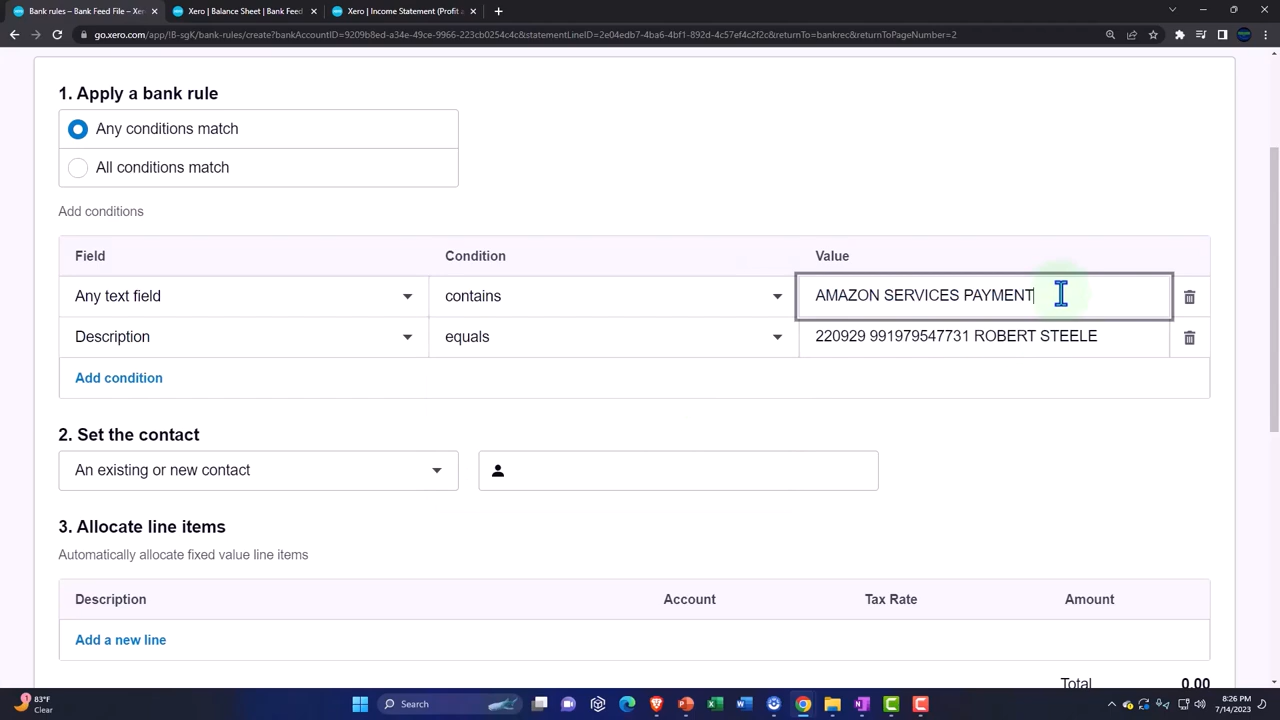 Bank rules — Bank Feed File - Xe
Xero | Balance Sheet | Bank Feed
Xero | Income Statement (Profit a
go.xero.com/app/!8-sgK/bank-rules/create?bankAccountID=9209b8ed-a34e-49ce-9966-223cb0254c4c&statementLineID=2e04edb7-4ba6-4bf1-892d-4c57ef4c2f2c&returnTo=bankrec&returnToPageNumber=2
1. Apply a bank rule
Any conditions match
All conditions match
Add conditions
Field Condition Value
Any text field contains AMAZON SERVICES PAYMENT
Description equals 220929 991979547731 ROBERT STEELE
Add condition
2. Set the contact
An existing or new contact
3. Allocate line items
Automatically allocate fixed value line items
Description Account Tax Rate Amount
Add a new line
Total 0.00
1 83°F
Clear
Search
8:26 PM
7/14/2023